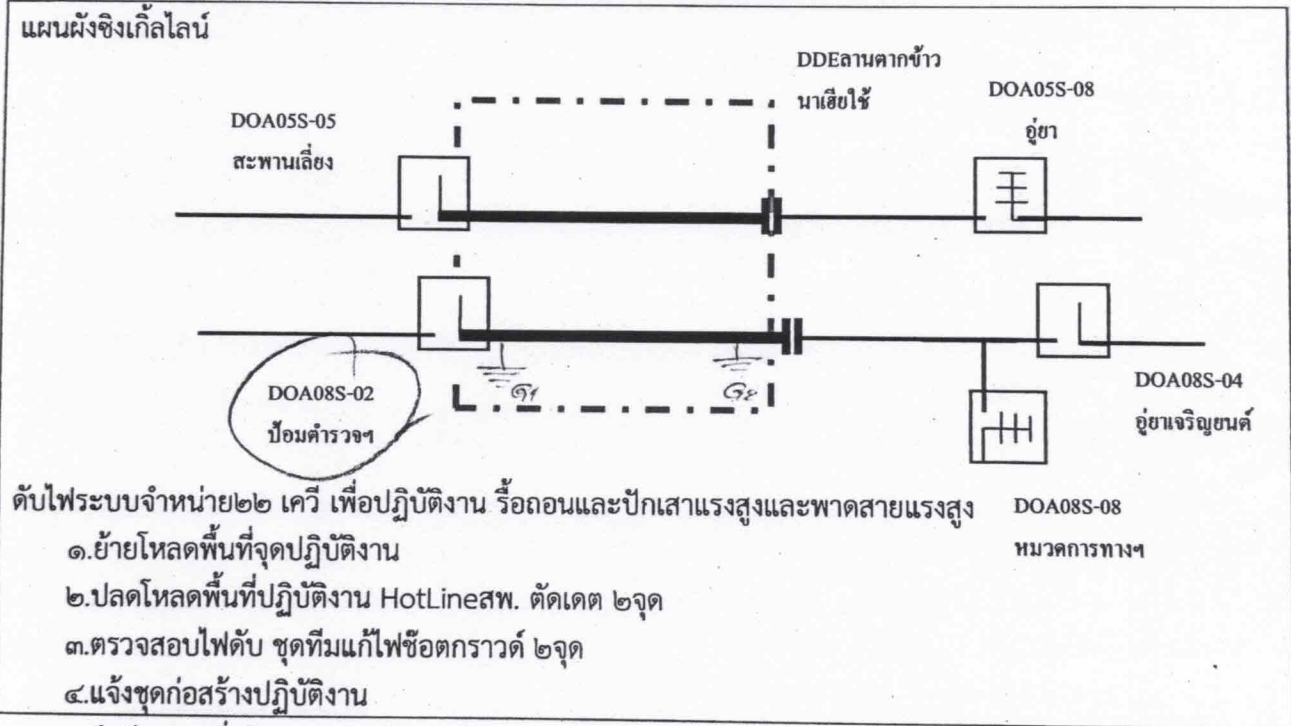 แผนผังซิงเกิ้ลไลน์
DDEลานตากข้าว
นาเฮียใช้
DOA05S-08
อู่ยา
DOA05S-05
สะพานเลี่ยง
G1
G2
DOA08S-02
ป้อมตำรวจฯ
DOA08S-04
อู่ยาเจริญยนต์
ดับไฟระบบจำหน่าย๒๒ เควี เพื่อปฏิบัติงาน รื้อถอนและปักเสาแรงสูงและพาดสายแรงสูง
DOA08S-08
หมวดการทางฯ
๑.ย้ายโหลดพื้นที่จุดปฏิบัติงาน
๒.ปลดโหลดพื้นที่ปฏิบัติงาน HotLineสพ. ตัดเดต ๒จุด
๓.ตรวจสอบไฟดับ ชุดทีมแก้ไฟช๊อตกราวด์ ๒จุด
๔.แจ้งชุดก่อสร้างปฏิบัติงาน